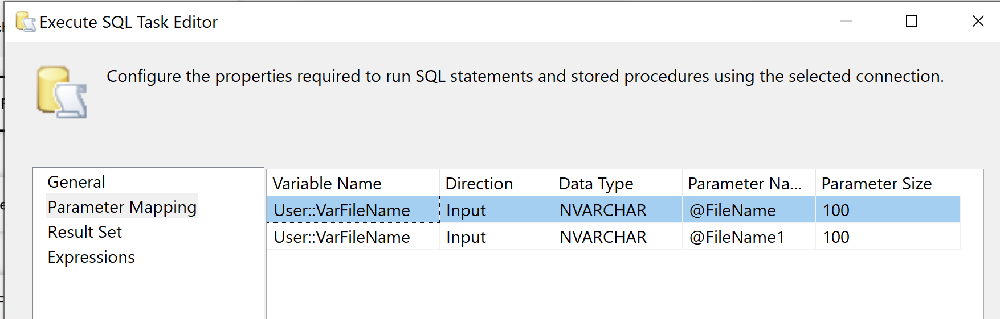 Execute SQL Task Editor
Configure the properties required to run SQL statements and stored procedures using the selected connection.
General
Parameter Mapping
Result Set
Expressions
Variable Name Direction Data Type Parameter Na... Parameter Size
User::VarFileName Input NVARCHAR @FileName 100
User::VarFileName Input NVARCHAR @FileName1 100